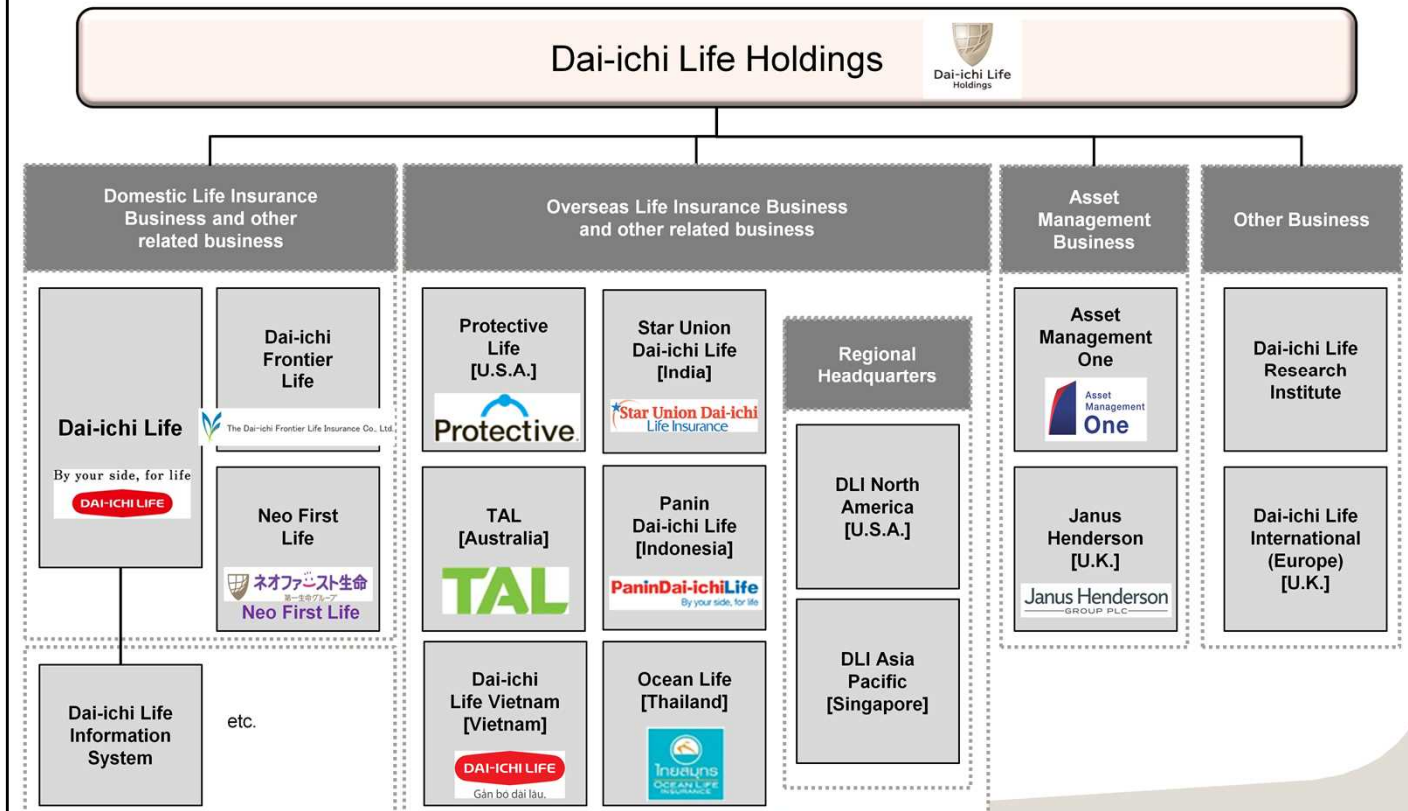 Dai-ichi Life Holdings
Dai-ichi Life
Holdings
Domestic Life Insurance
Business and other
related business
Dai-ichi Life
By your side, for life
DAI-ICHI LIFE
Dai-ichi
Frontier
Life
The Dai-ichi Frontier Life Insurance Co., Ltd.
Neo First
Life
ネオファースト生命
第一生命グループ
Neo First Life
Dai-ichi Life
Information
System
etc.
Overseas Life Insurance Business
and other related business
Protective
Life
[U.S.A.]
Protective.
Star Union
Dai-ichi Life
[India]
Star Union Dai-ichi
Life Insurance
TAL
[Australia]
TAL
Panin
Dai-ichi Life
[Indonesia]
PaninDai-ichiLife
By your side, for life
Dai-ichi
Life Vietnam
[Vietnam]
DAI-ICHI LIFE
Gắn bó dài lâu.
Ocean Life
[Thailand]
ไทยสมุทร
OCEAN LIFE
INSURANCE
Regional
Headquarters
DLI North
America
[U.S.A.]
DLI Asia
Pacific
[Singapore]
Asset
Management
Business
Asset
Management
One
Asset
Management
One
Janus
Henderson
[U.K.]
Janus Henderson
GROUP PLC
Other Business
Dai-ichi Life
Research
Institute
Dai-ichi Life
International
(Europe)
[U.K.]